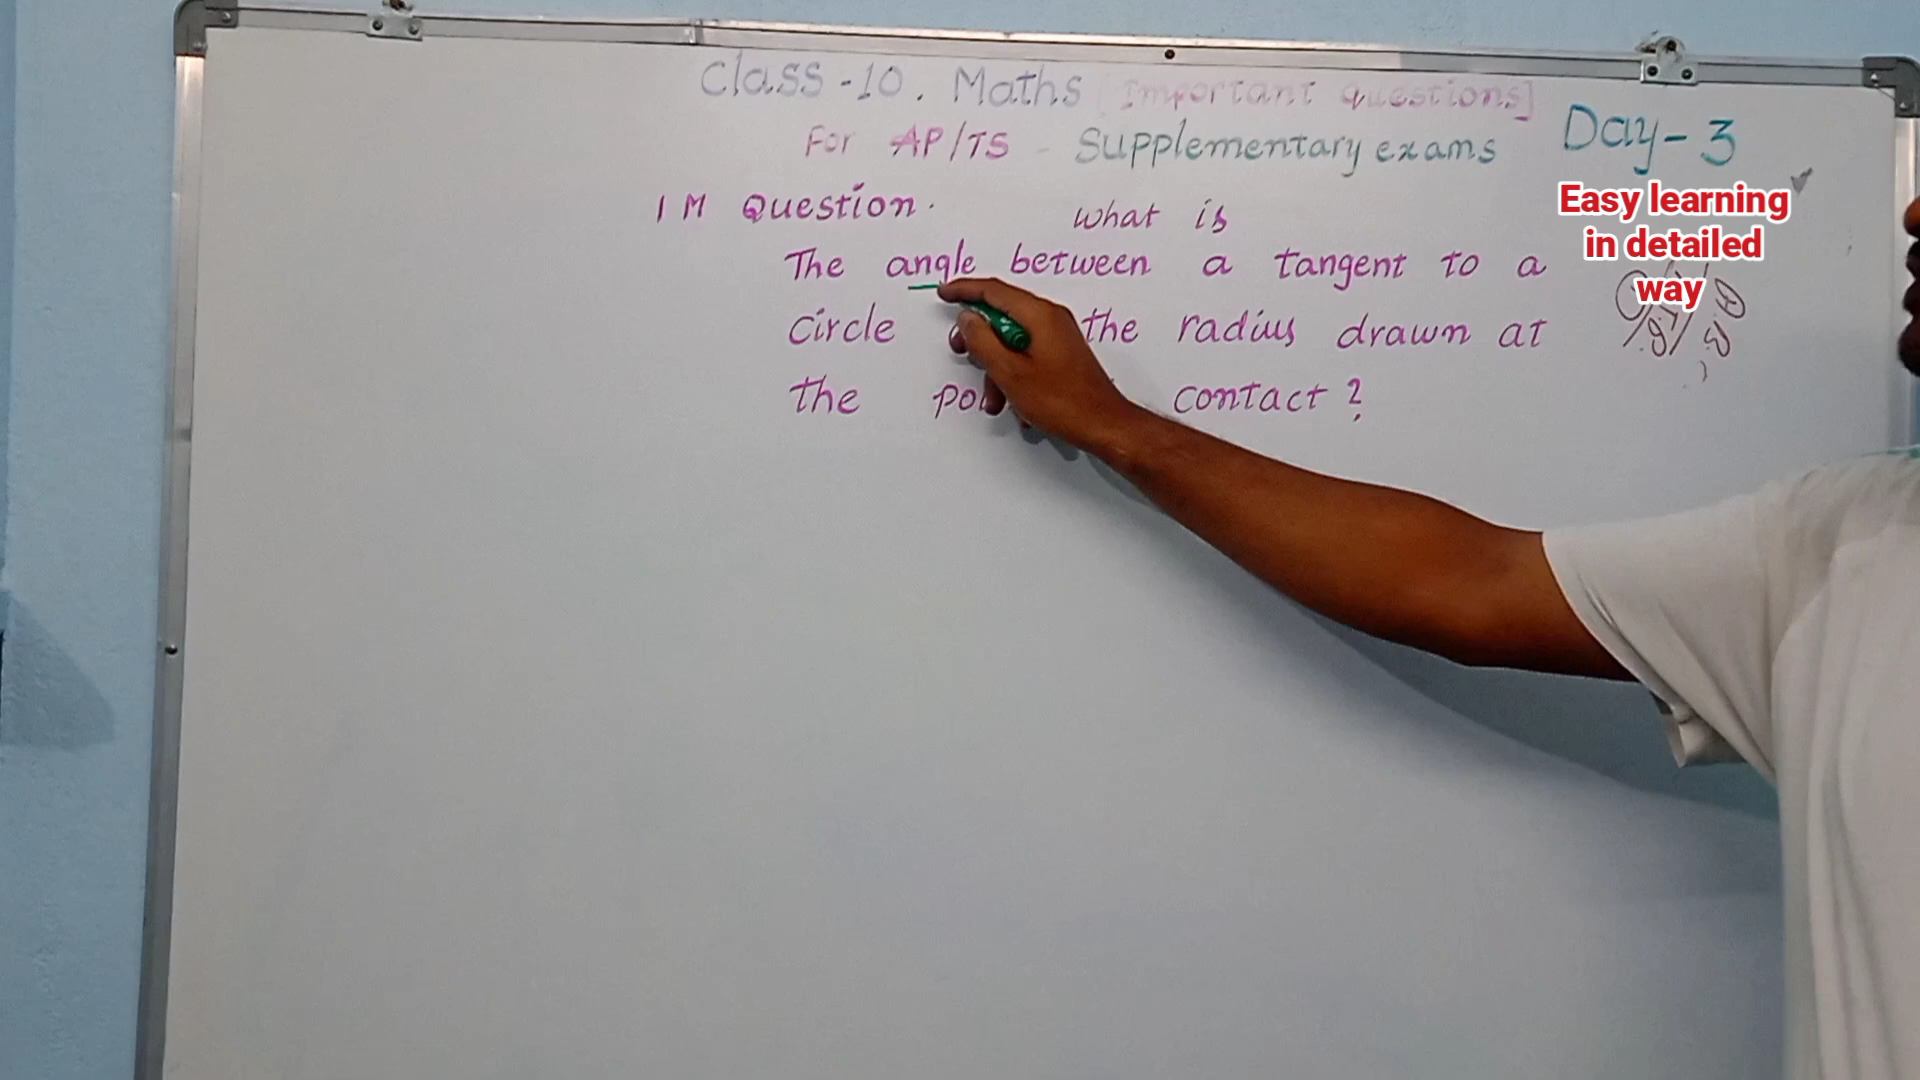 Class-10. Maths [Important questions]
For AP/TS - Supplementary exams
Day-3
Easy learning
in detailed
way
1M Question.
what is
The angle between a tangent to a
circle the radius drawn at
the contact?